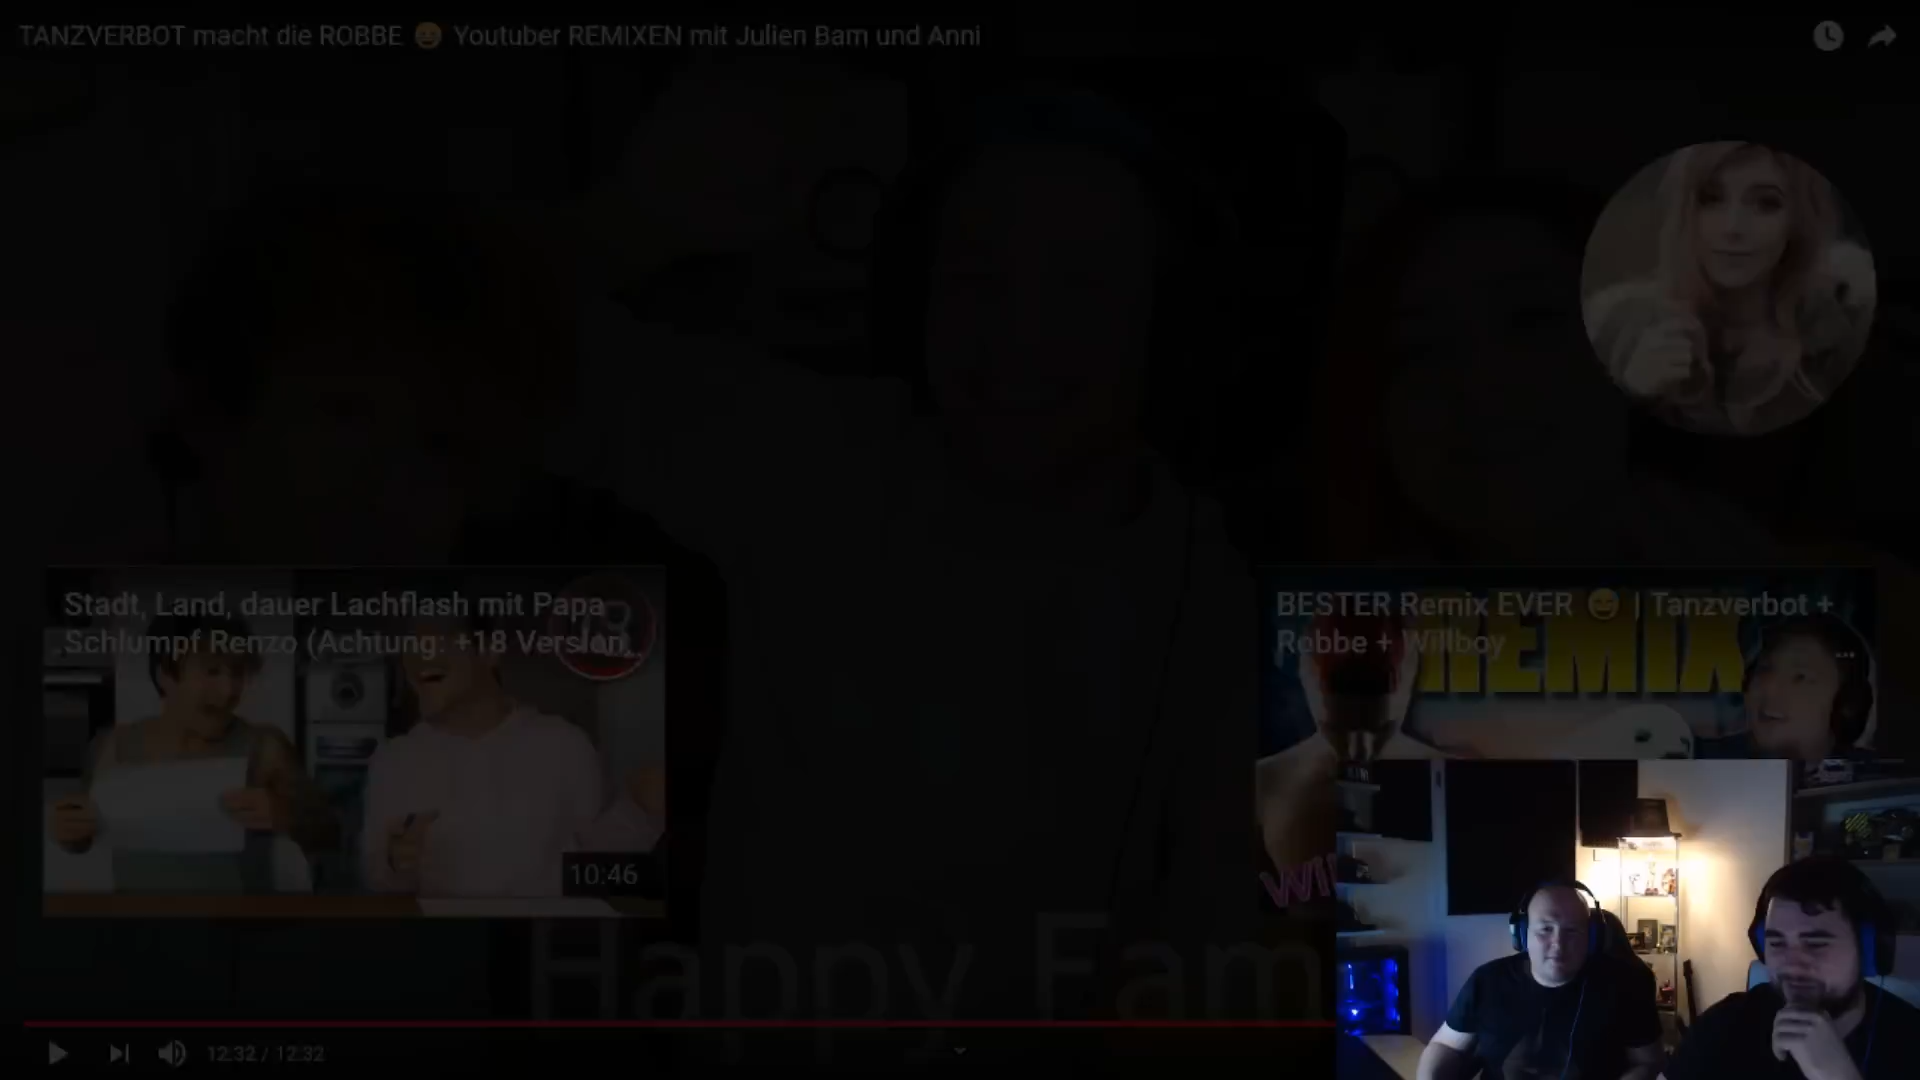 TANZVERBOT macht die ROBBE 😄 Youtuber REMIXEN mit Julien Bam und Anni
Stadt, Land, dauer Lachflash mit Papa
Schlumpf Renzo (Achtung: +18 Version)
10:46
BESTER Remix EVER 😄 | Tanzverbot +
Robbe + Willboy
REMIX
Happy Fam
12:32 / 12:32